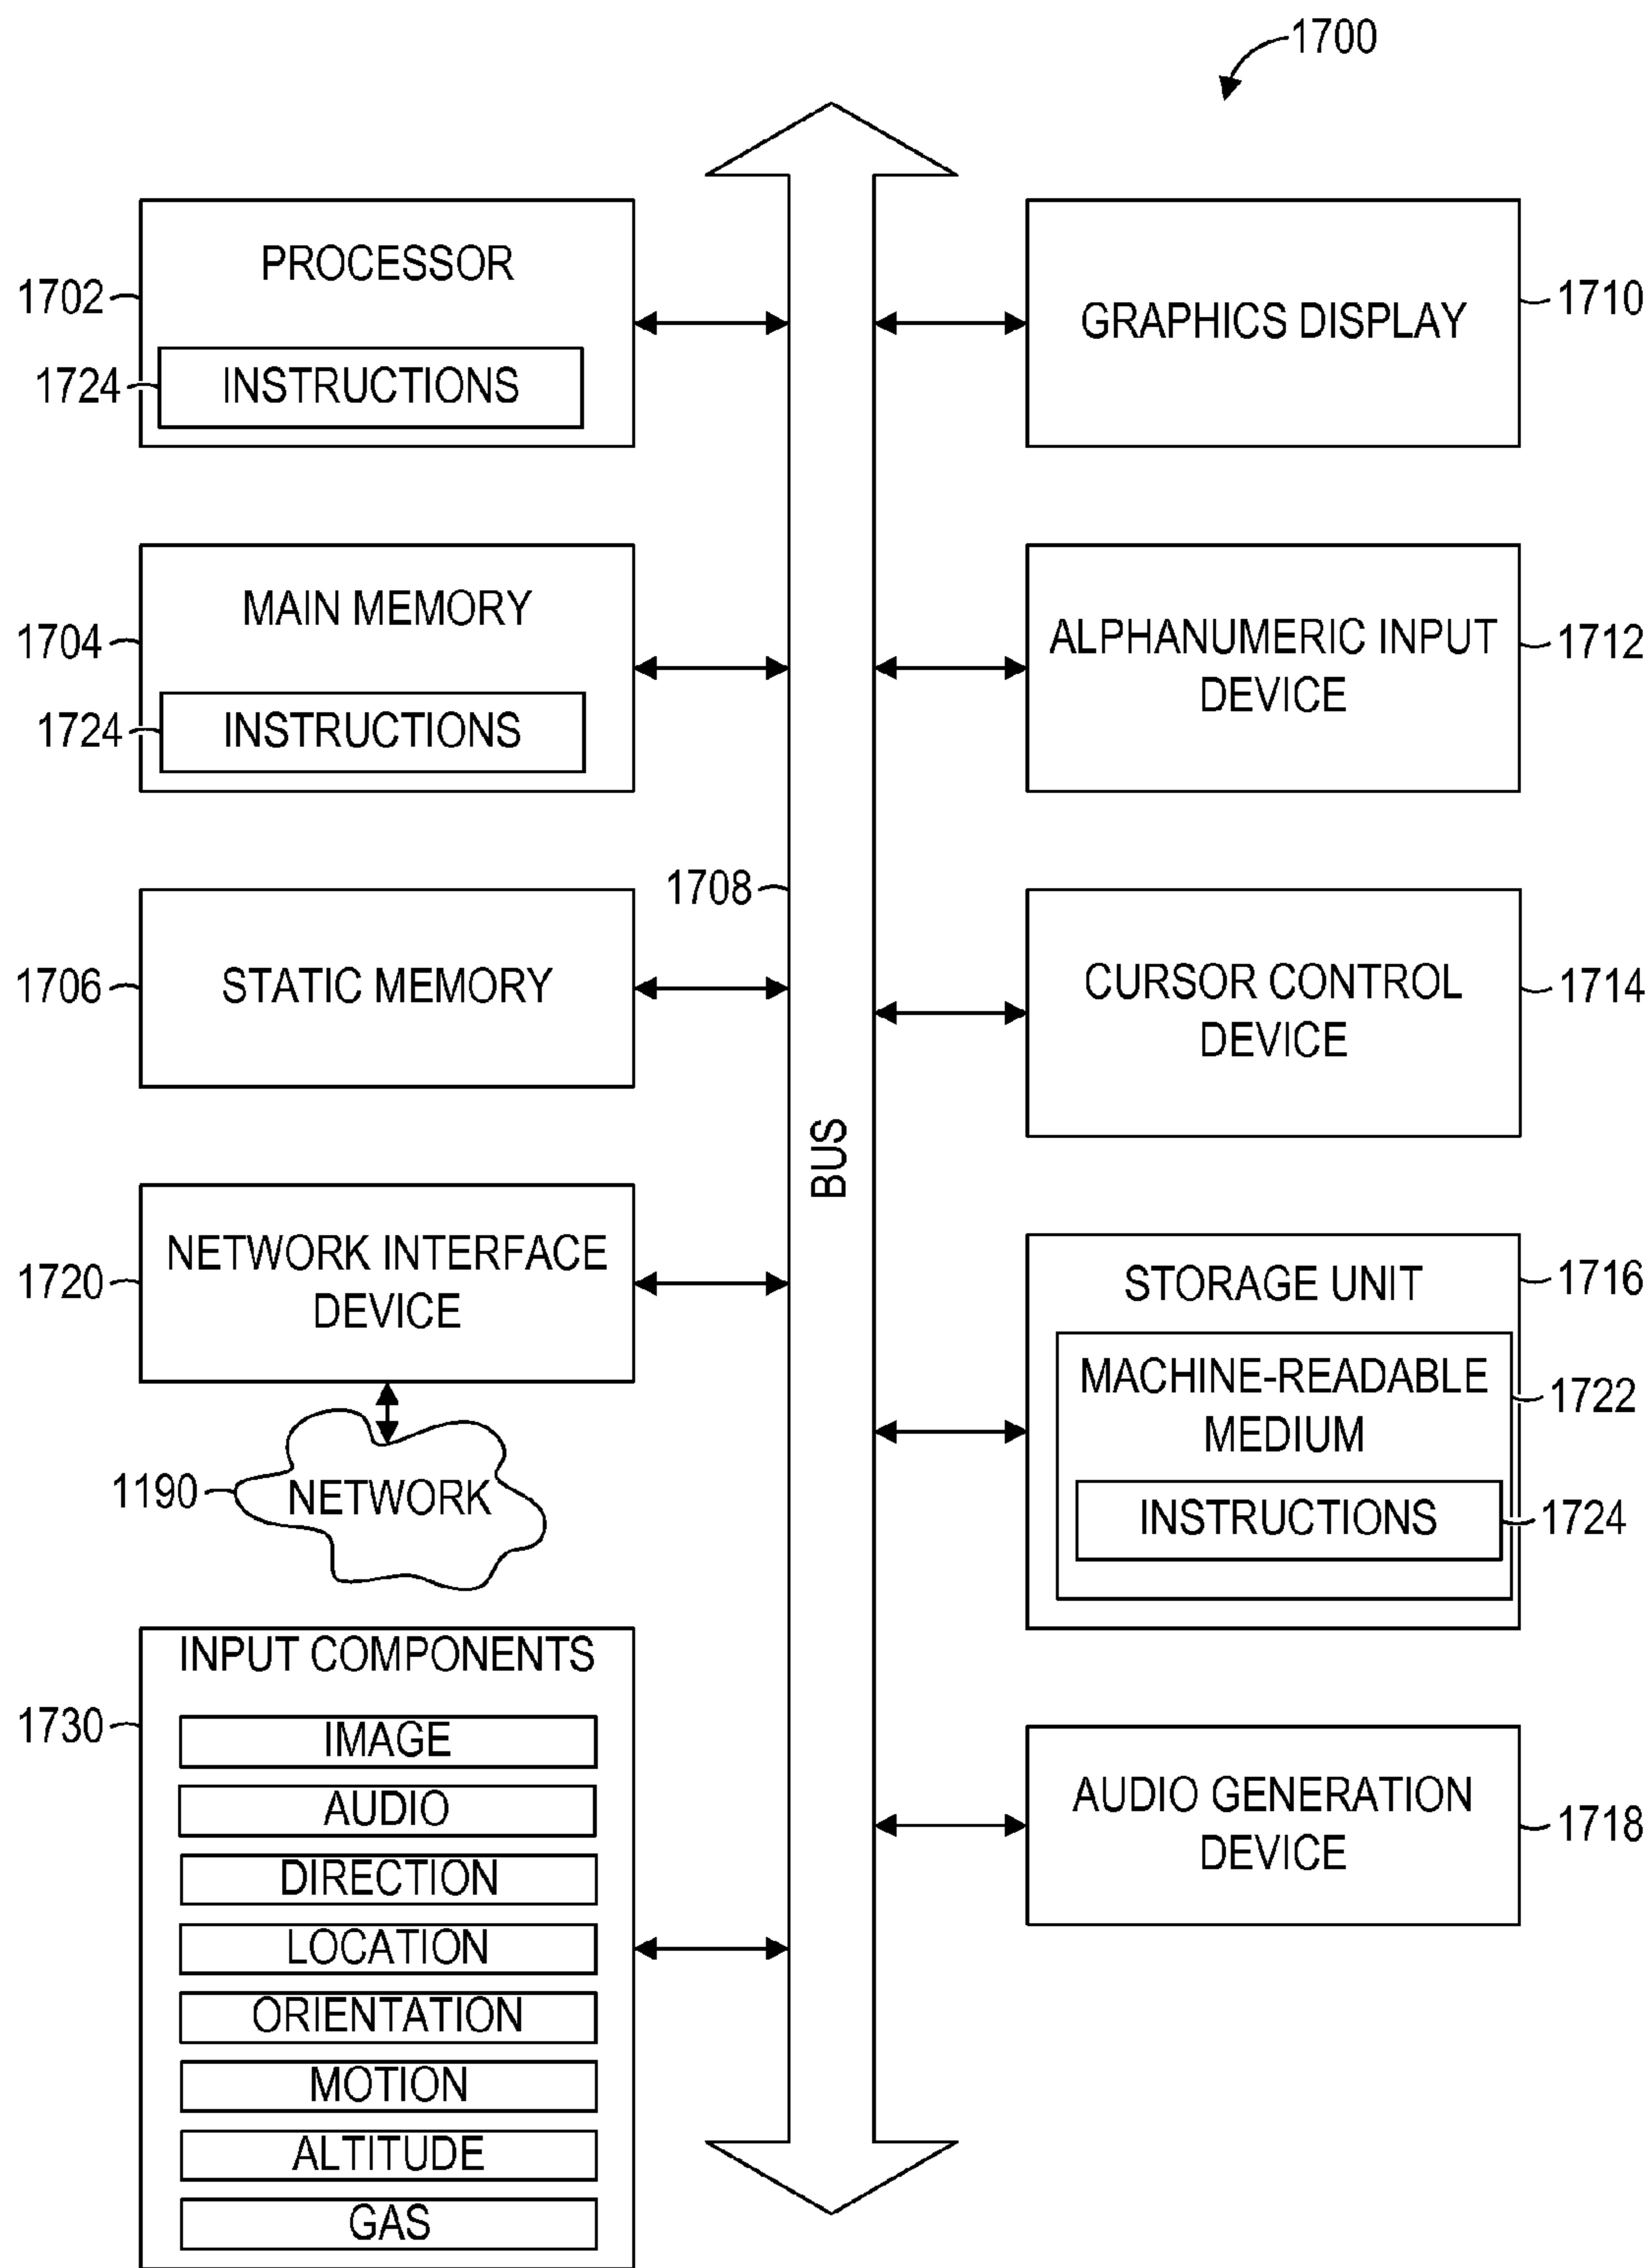 1700
PROCESSOR
1702
1724
INSTRUCTIONS
MAIN MEMORY
1704
1724
INSTRUCTIONS
1706
STATIC MEMORY
NETWORK INTERFACE
DEVICE
1720
1190
NETWORK
INPUT COMPONENTS
1730
IMAGE
AUDIO
DIRECTION
LOCATION
ORIENTATION
MOTION
ALTITUDE
GAS
1708
BUS
GRAPHICS DISPLAY
1710
ALPHANUMERIC INPUT
DEVICE
1712
CURSOR CONTROL
DEVICE
1714
STORAGE UNIT
1716
MACHINE-READABLE
MEDIUM
1722
INSTRUCTIONS
1724
AUDIO GENERATION
DEVICE
1718